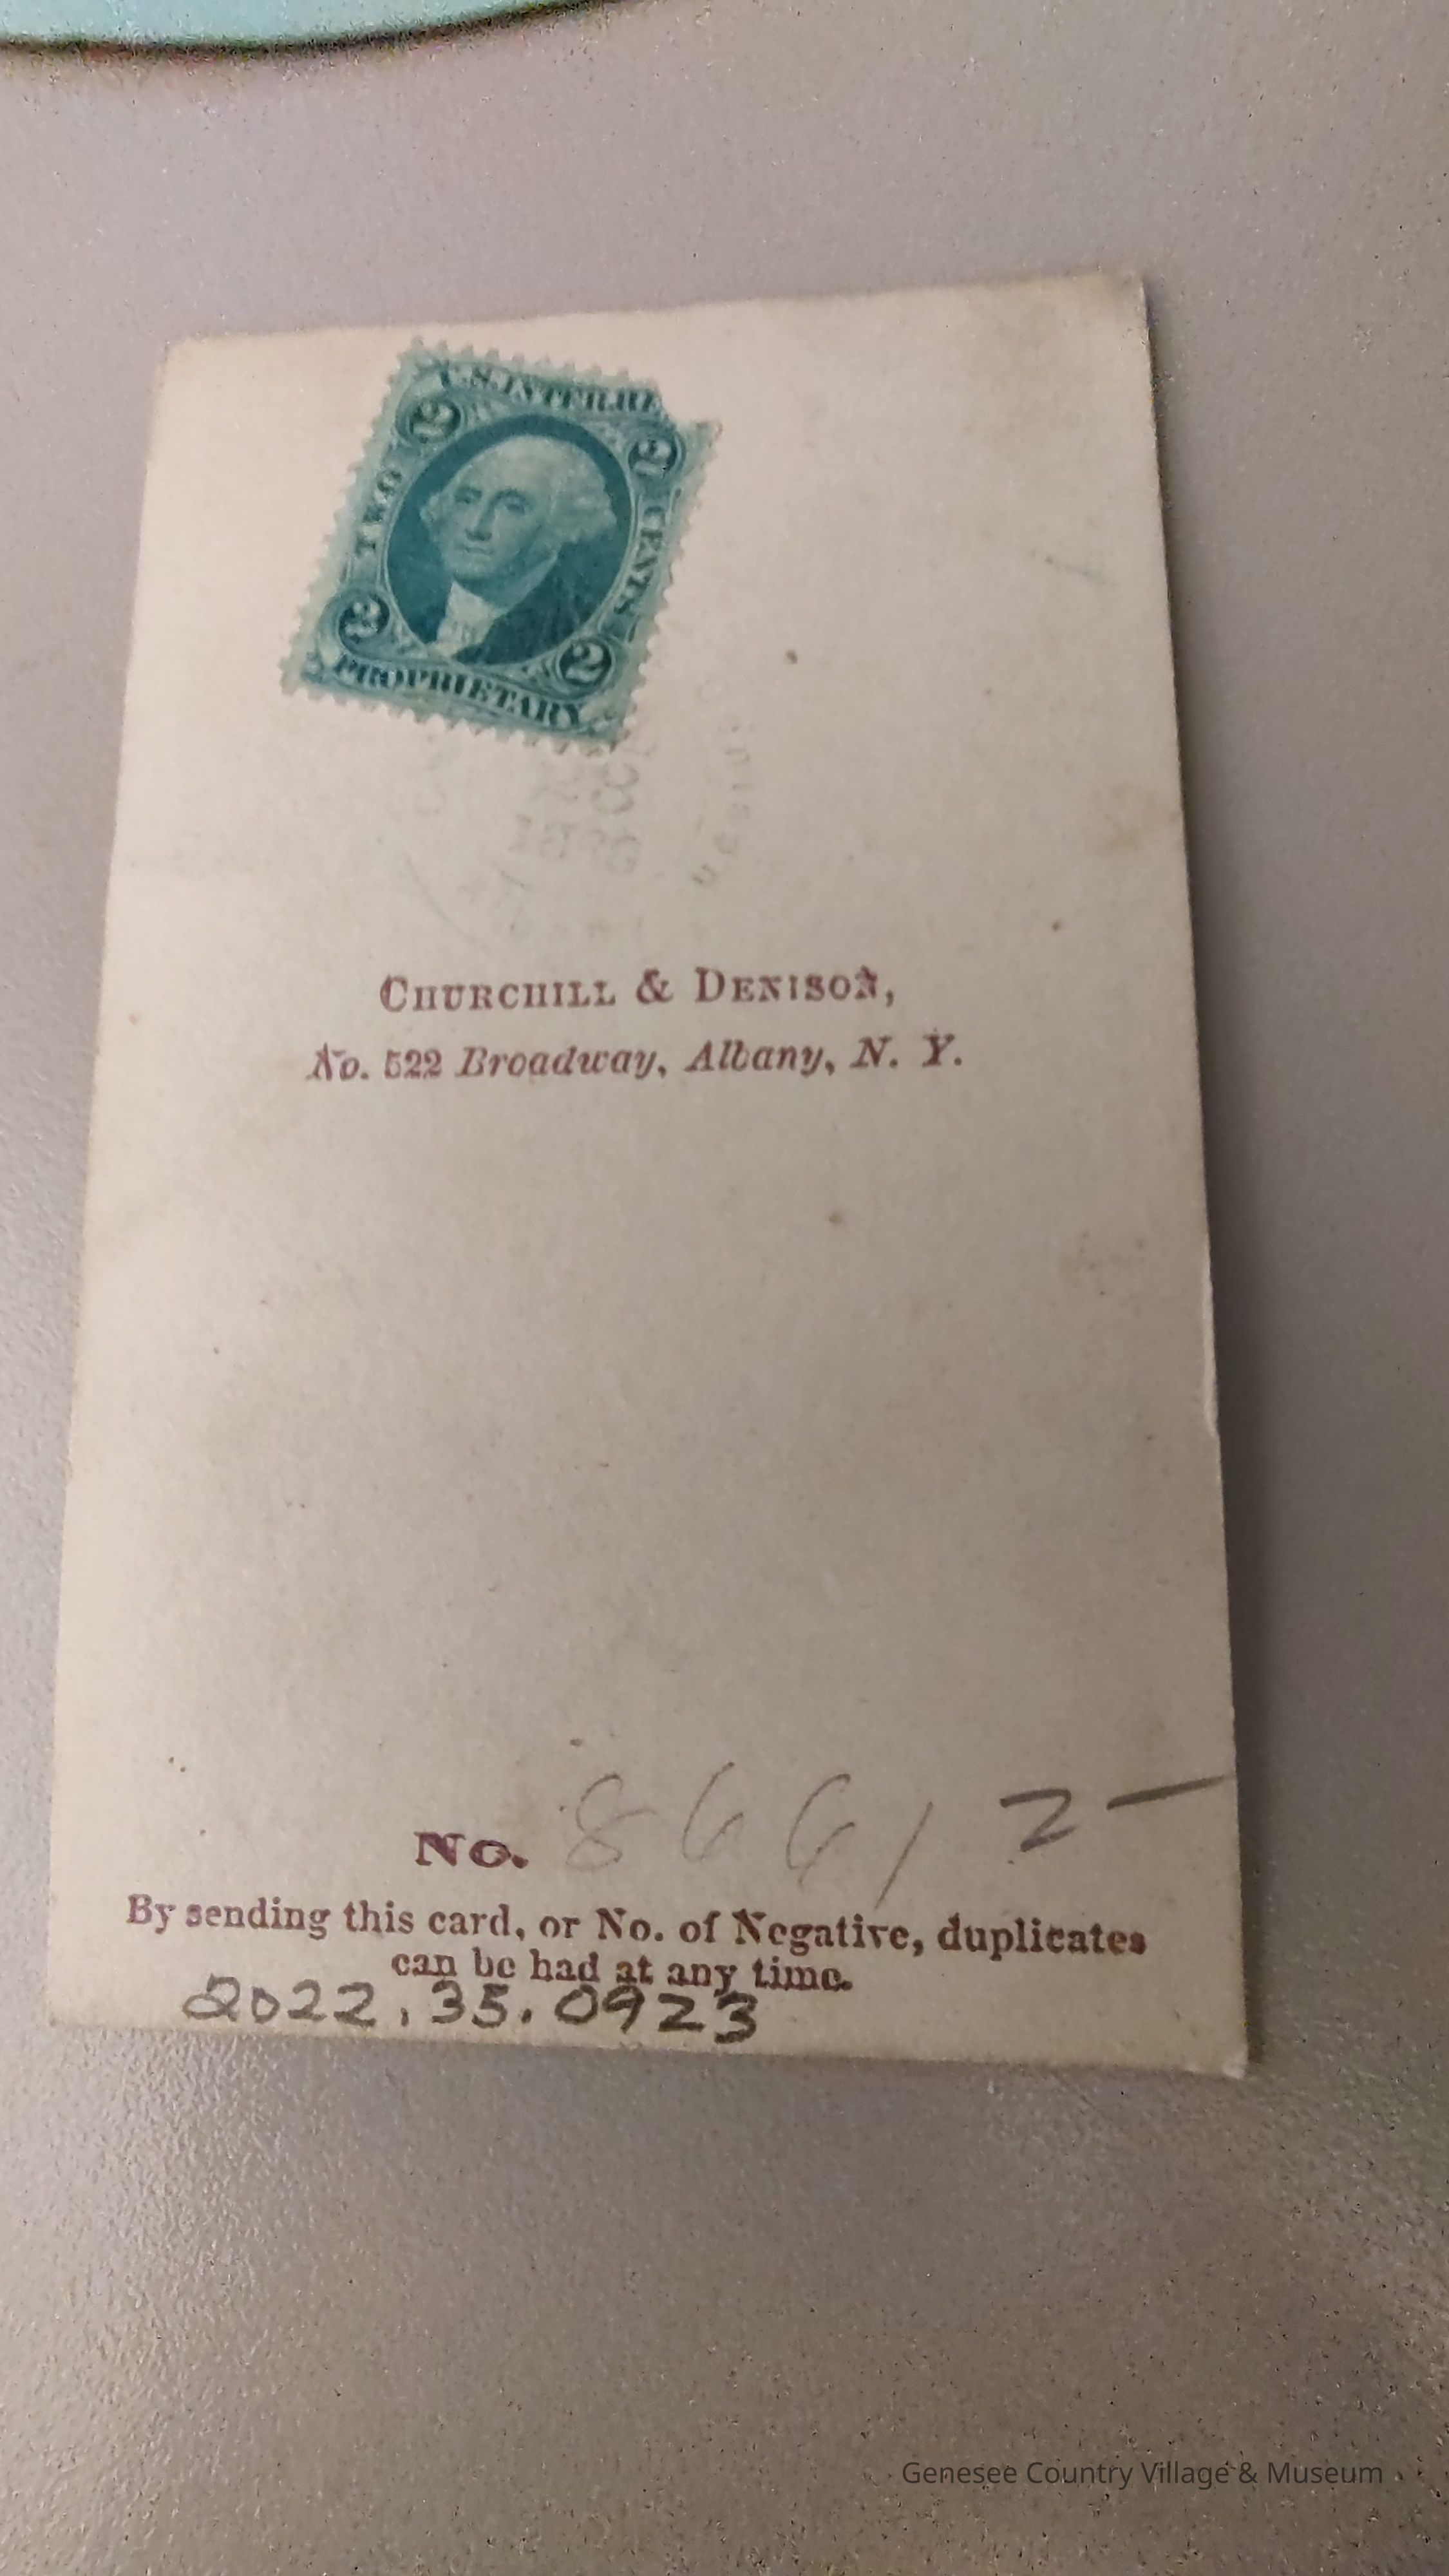 U.S. INTER. RE
2
2
TWO
CENTS
2
2
PROPRIETARY
CHURCHILL & DENISON,
No. 522 Broadway, Albany, N. Y.
No. 8661 2-
By sending this card, or No. of Negative, duplicates
can be had at any time.
2022.35.0923
Genesee Country Village & Museum